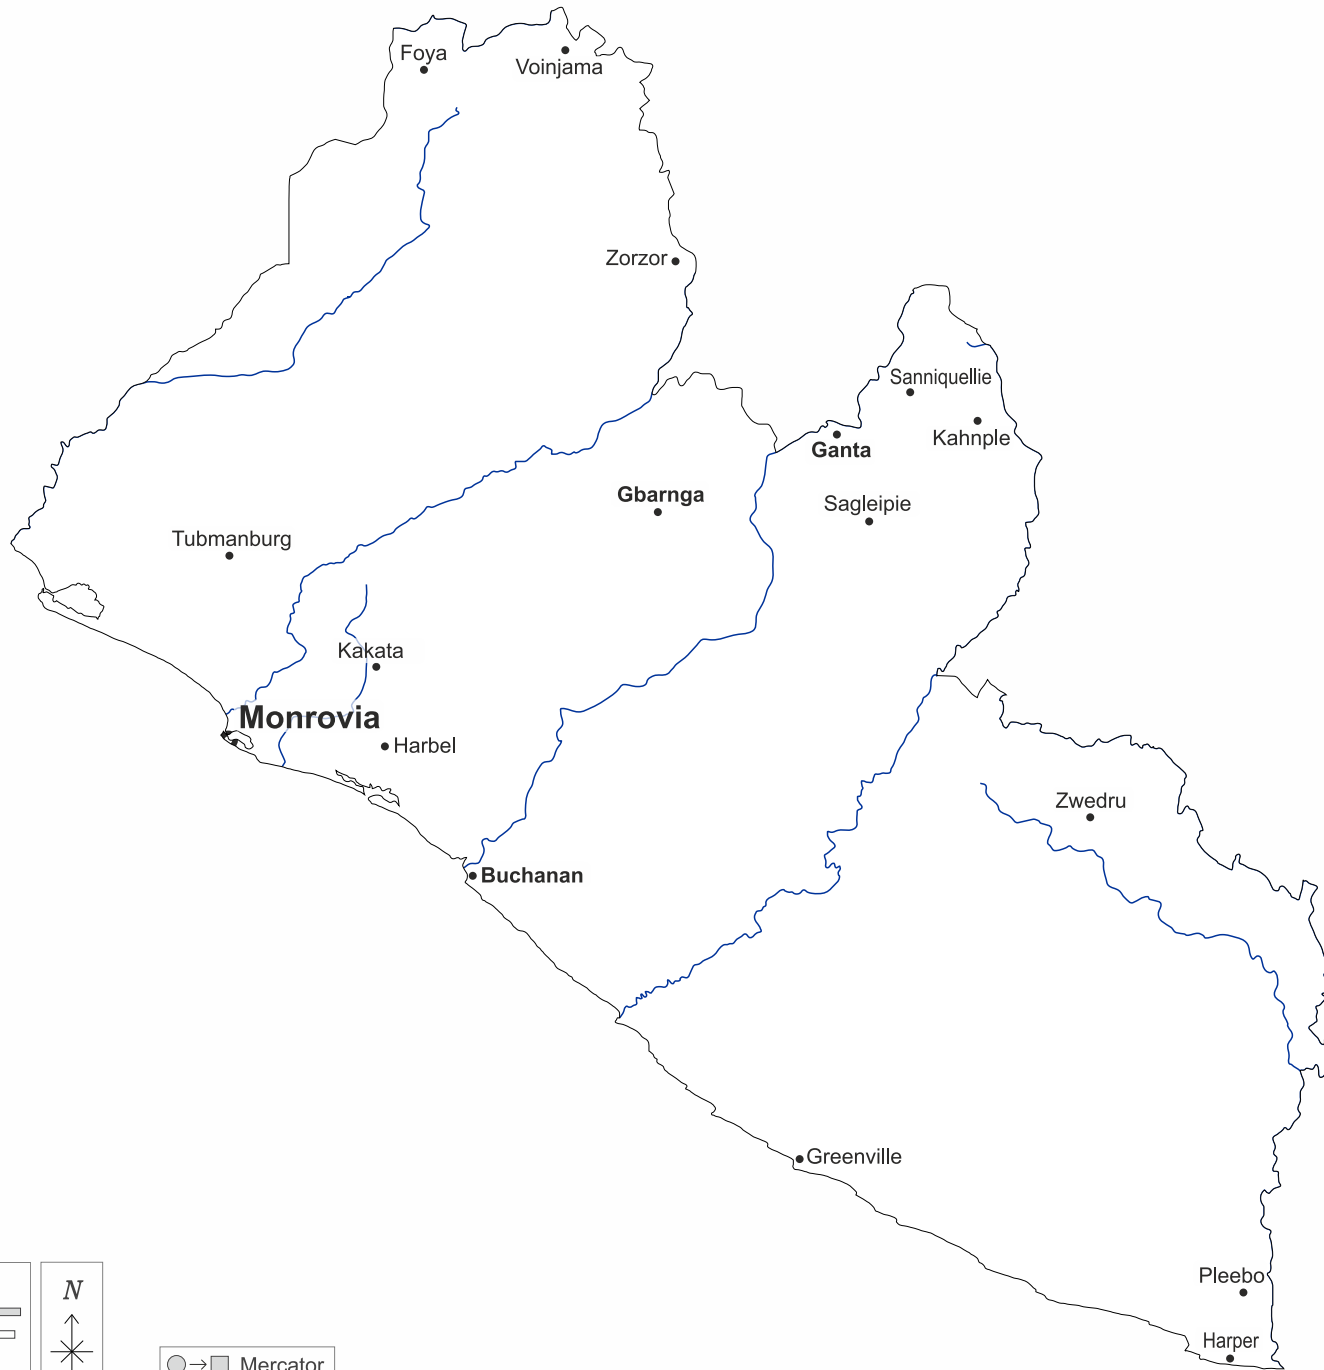 Foya
Voinjama
Zorzor
Sanniquellie
Kahnple
Ganta
Gbarnga
Sagleipie
Tubmanburg
Kakata
Monrovia
Harbel
Zwedru
Buchanan
Greenville
Pleebo
Harper
N
Mercator